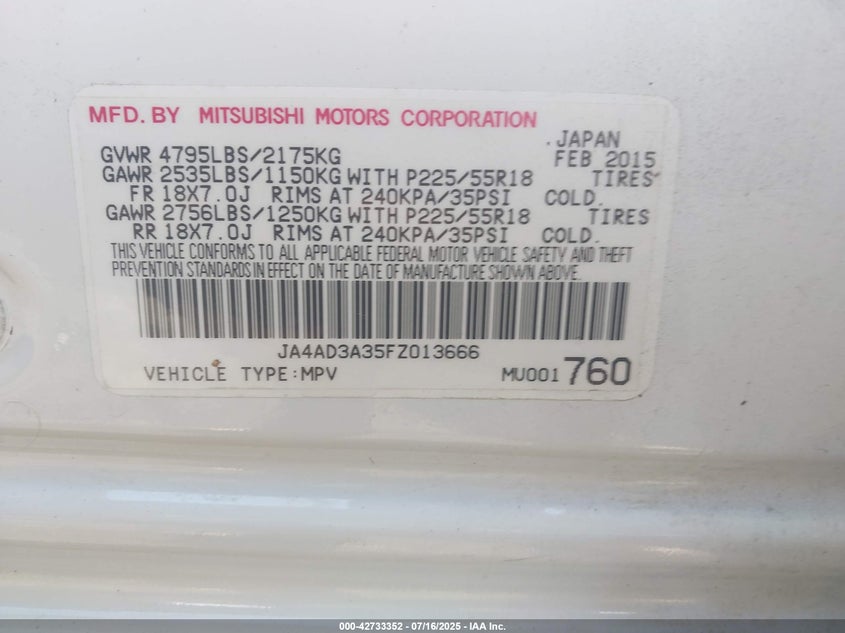 MFD. BY MITSUBISHI MOTORS CORPORATION
JAPAN
GVWR 4795LBS/2175KG FEB 2015
GAWR 2535LBS/1150KG WITH P225/55R18 TIRES
FR 18X7.0J RIMS AT 240KPA/35PSI COLD.
GAWR 2756LBS/1250KG WITH P225/55R18 TIRES
RR 18X7.0J RIMS AT 240KPA/35PSI COLD.
THIS VEHICLE CONFORMS TO ALL APPLICABLE FEDERAL MOTOR VEHICLE SAFETY AND THEFT
PREVENTION STANDARDS IN EFFECT ON THE DATE OF MANUFACTURE SHOWN ABOVE.
JA4AD3A35FZ013666
VEHICLE TYPE:MPV MU001 760
000-42733352 - 07/16/2025 - IAA Inc.